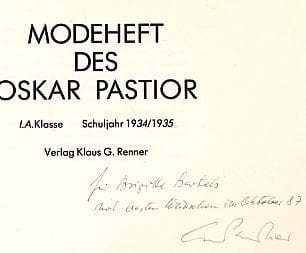 MODEHEFT
DES
OSKAR PASTIOR
I.A.Klasse Schuljahr 1934/1935
Verlag Klaus G. Renner
für Brigitte Bartels
mit besten Wünschen im Oktober 87